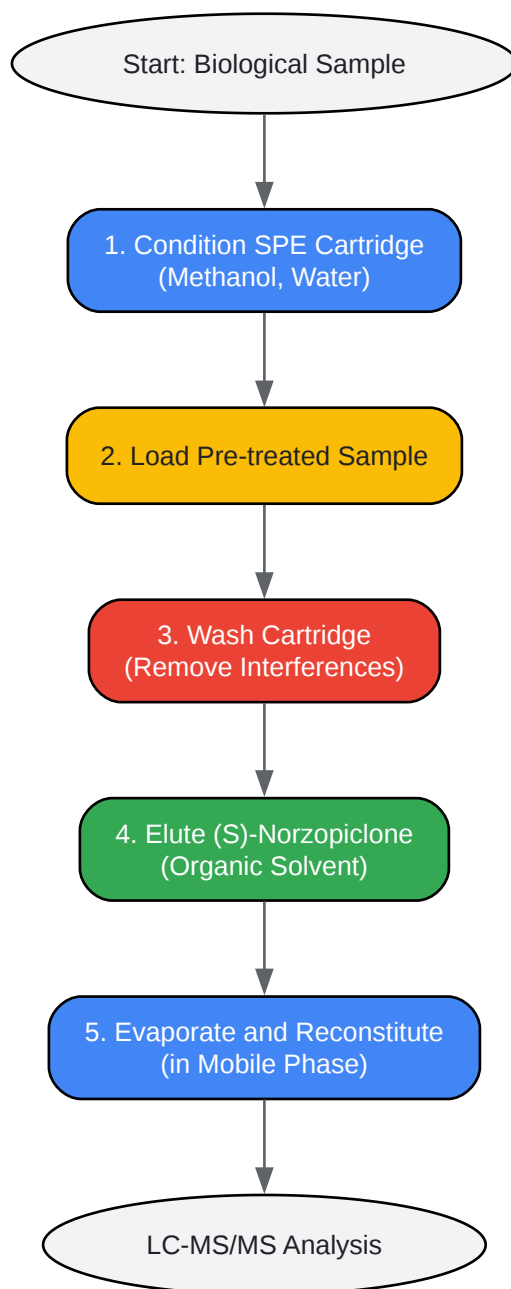 Start: Biological Sample
1. Condition SPE Cartridge
(Methanol, Water)
2. Load Pre-treated Sample
3. Wash Cartridge
(Remove Interferences)
4. Elute (S)-Norzopiclone
(Organic Solvent)
5. Evaporate and Reconstitute
(in Mobile Phase)
LC-MS/MS Analysis